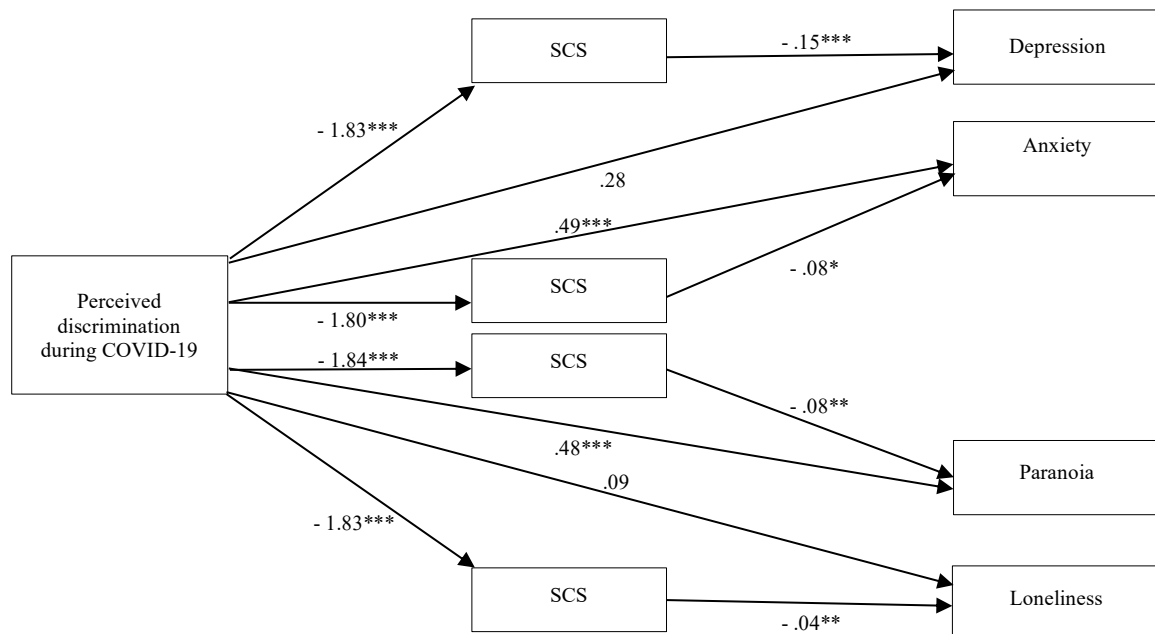 SCS
- .15***
Depression
- 1.83***
.28
Anxiety
.49***
- .08*
Perceived
discrimination
during COVID-19
SCS
- 1.80***
- 1.84***
SCS
- .08**
.48***
.09
Paranoia
- 1.83***
SCS
- .04**
Loneliness